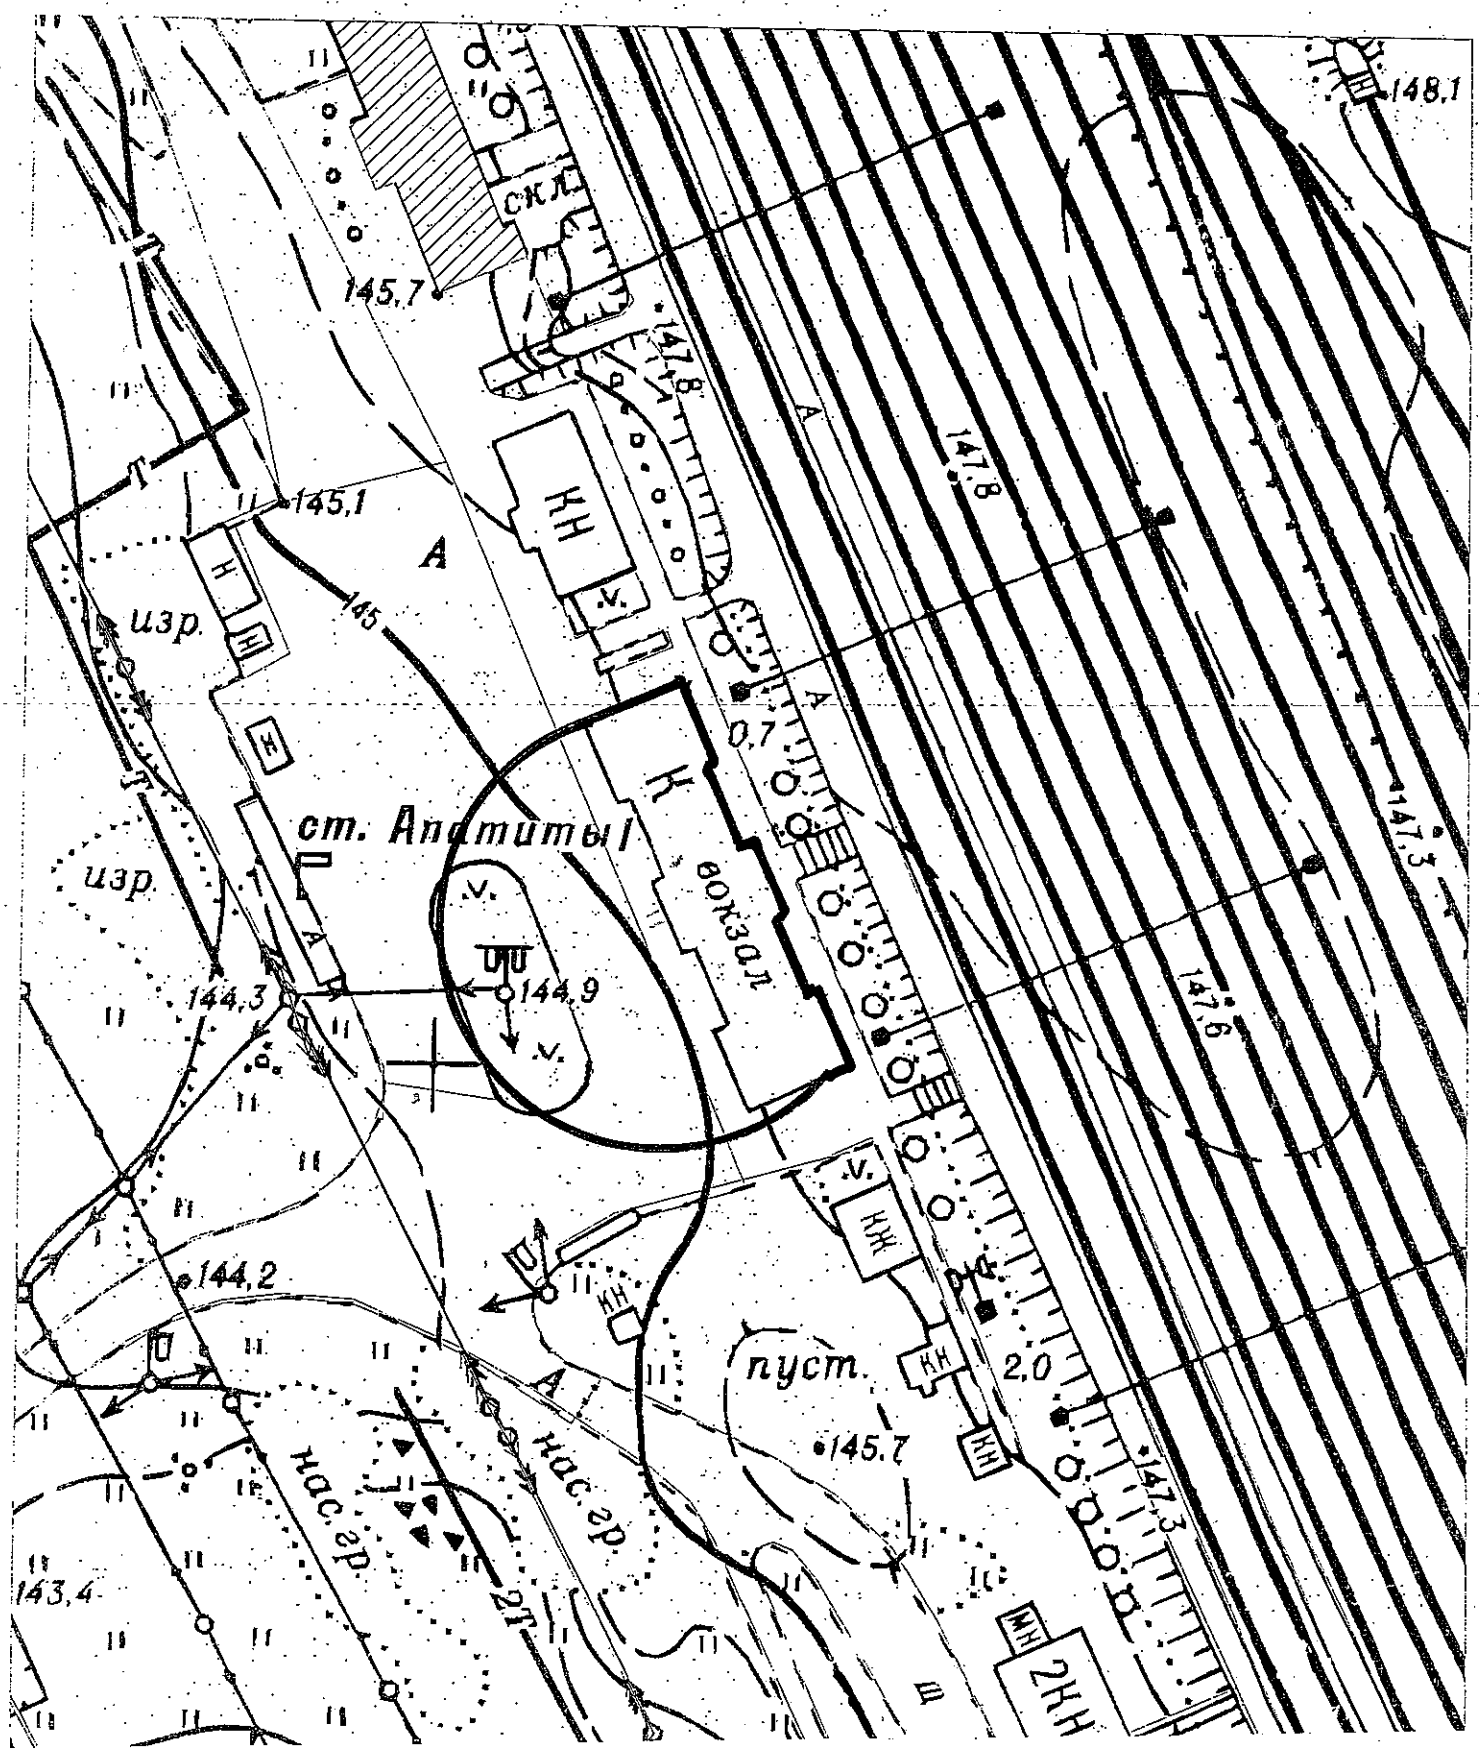 148,1
скл.
145,7
147,8
А
147,8
145,1
КН
А
Н
145
изр.
Н
А
0,7
Ж
К
147,3
ст. Апатиты I
вокзал
изр.
А
144,3
144,9
147,6
КЖ
144,2
КН
пуст.
КН
2,0
А
145,7
КН
нас. гр.
нас. гр.
147,3
143,4
2Т
МН
2КН
Ш
Т
Т
Т
Н